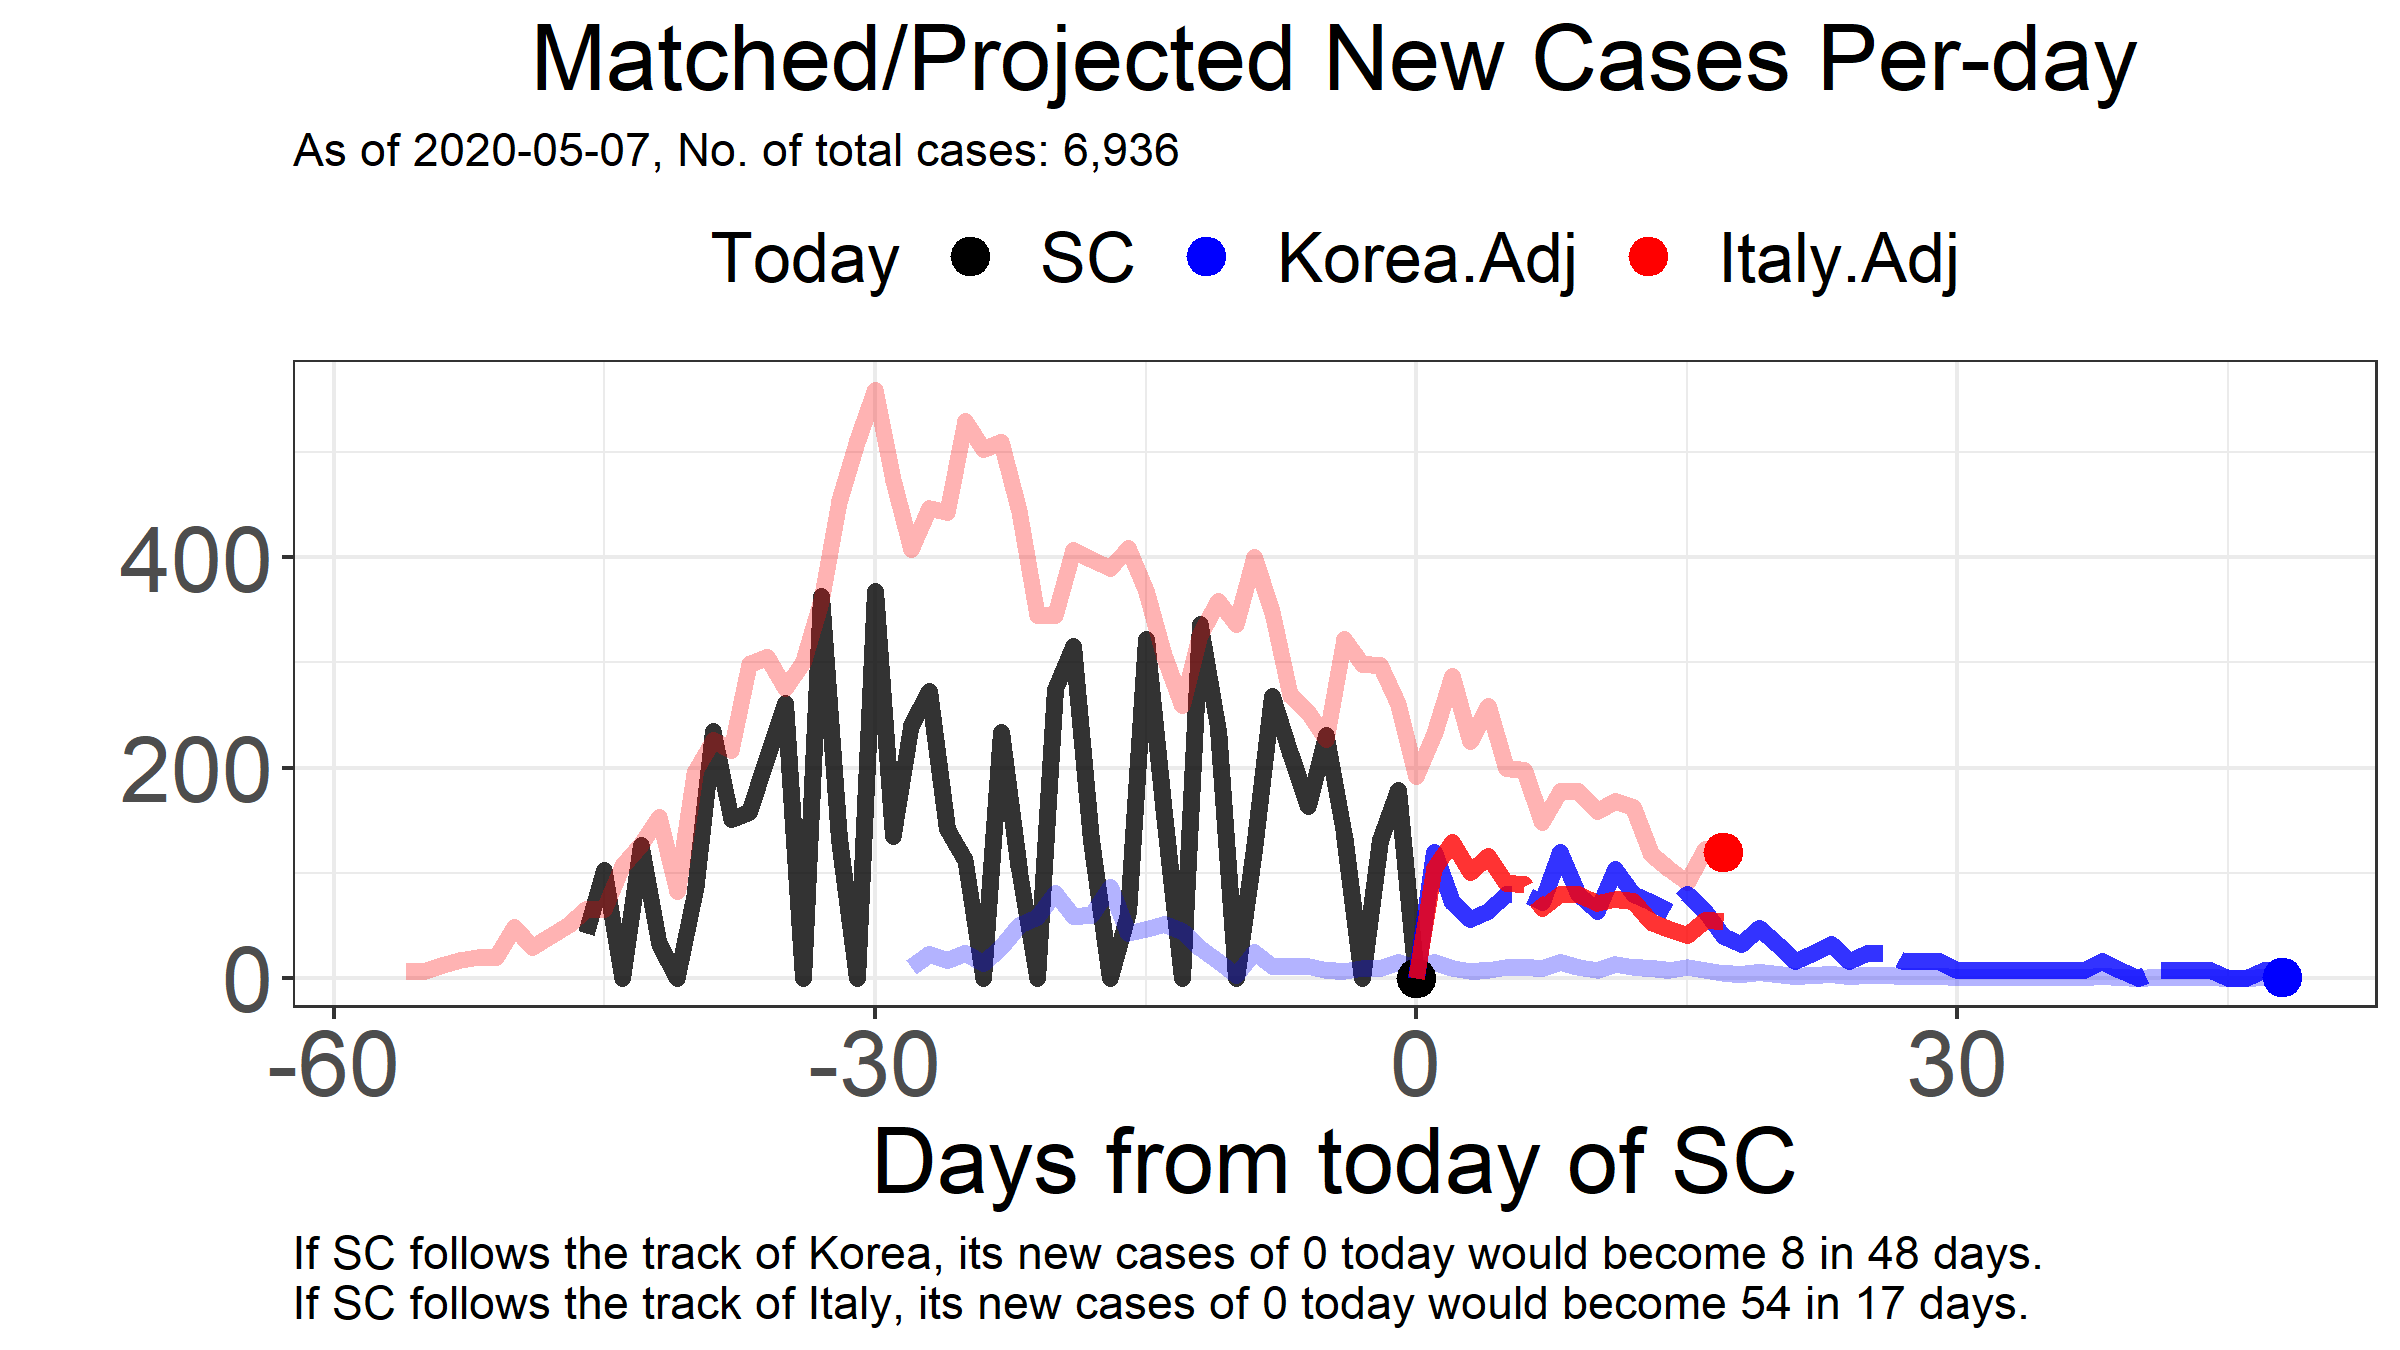 Matched/Projected New Cases Per-day
As of 2020-05-07, No. of total cases: 6,936
Today SC Korea.Adj Italy.Adj
400
200
0
-60 -30 0 30
Days from today of SC
If SC follows the track of Korea, its new cases of 0 today would become 8 in 48 days.
If SC follows the track of Italy, its new cases of 0 today would become 54 in 17 days.